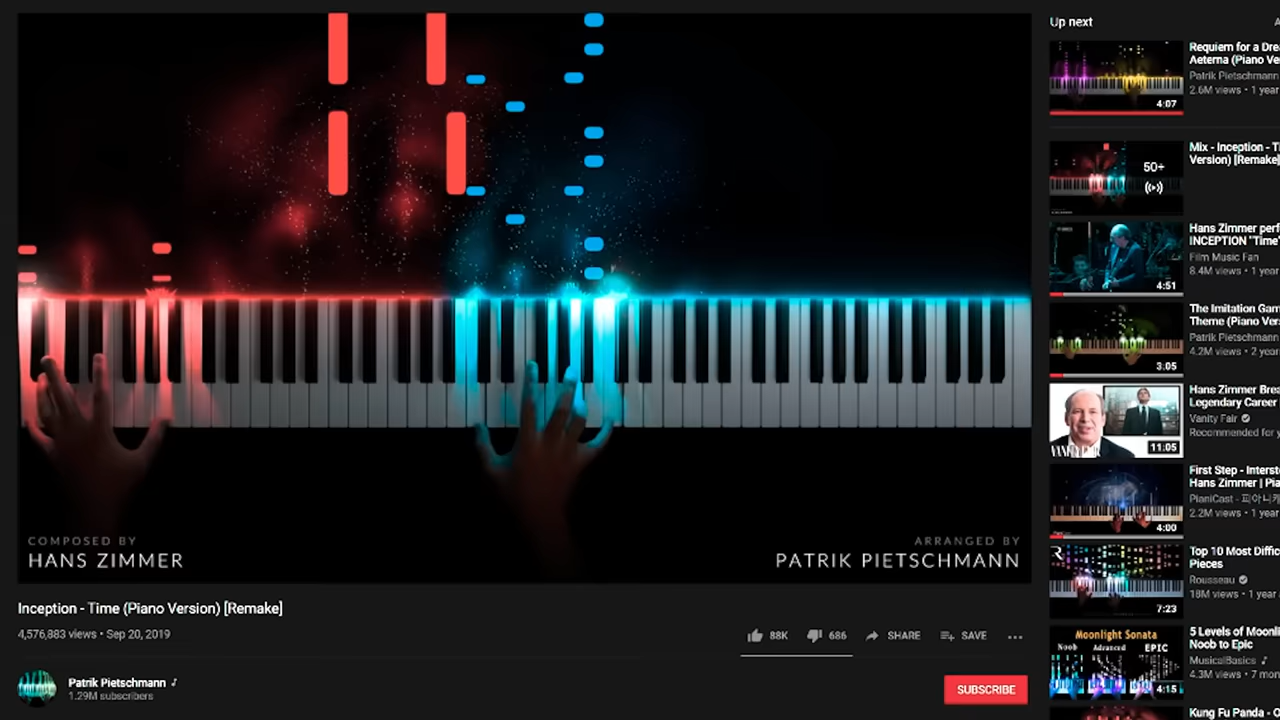 COMPOSED BY
HANS ZIMMER
ARRANGED BY
PATRIK PIETSCHMANN
Inception - Time (Piano Version) [Remake]
4,576,883 views • Sep 20, 2019
88K
686
SHARE
SAVE
Patrik Pietschmann
1.29M subscribers
SUBSCRIBE
Up next
4:07
Requiem for a Dre
Aeterna (Piano Ve
Patrik Pietschmann
2.6M views • 1 year
50+
Mix - Inception - T
Version) [Remake]
4:51
Hans Zimmer perf
INCEPTION "Time"
Film Music Fan
8.4M views • 1 year
3:05
The Imitation Gam
Theme (Piano Ver
Patrik Pietschmann
4.2M views • 2 year
VANITY FAIR
11:05
Hans Zimmer Brea
Legendary Career
Vanity Fair
Recommended for y
4:00
First Step - Interst
Hans Zimmer | Pia
PianiCast - 피아니캐
2.2M views • 1 year
R
7:23
Top 10 Most Diffic
Pieces
Rousseau
18M views • 1 year
Moonlight Sonata
Noob Advanced EPIC
4:15
5 Levels of Moonli
Noob to Epic
MusicalBasics
4.3M views • 7 mon
Kung Fu Panda - O